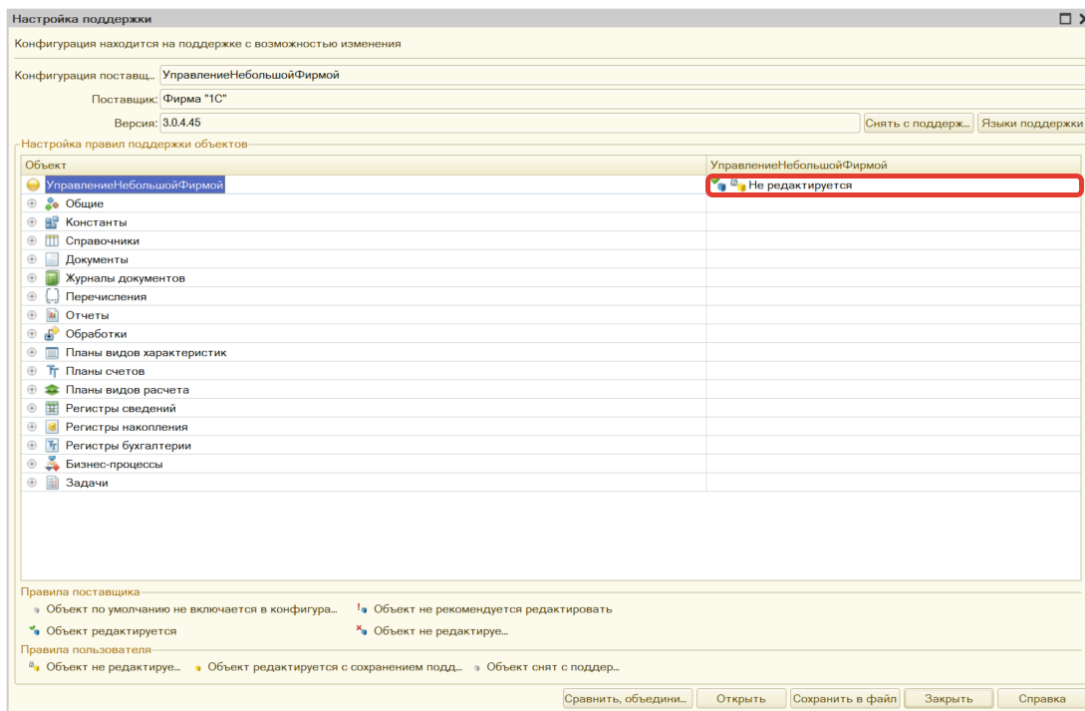 Настройка поддержки
Конфигурация находится на поддержке с возможностью изменения
Конфигурация поставщ... УправлениеНебольшойФирмой
Поставщик: Фирма "1С"
Версия: 3.0.4.45 Снять с поддерж... Языки поддержки
Настройка правил поддержки объектов
Объект УправлениеНебольшойФирмой
УправлениеНебольшойФирмой Не редактируется
Общие
Константы
Справочники
Документы
Журналы документов
Перечисления
Отчеты
Обработки
Планы видов характеристик
Планы счетов
Планы видов расчета
Регистры сведений
Регистры накопления
Регистры бухгалтерии
Бизнес-процессы
Задачи
Правила поставщика
Объект по умолчанию не включается в конфигура... Объект не рекомендуется редактировать
Объект редактируется Объект не редактируе...
Правила пользователя
Объект не редактируе... Объект редактируется с сохранением подд... Объект снят с поддер...
Сравнить, объедини... Открыть Сохранить в файл Закрыть Справка